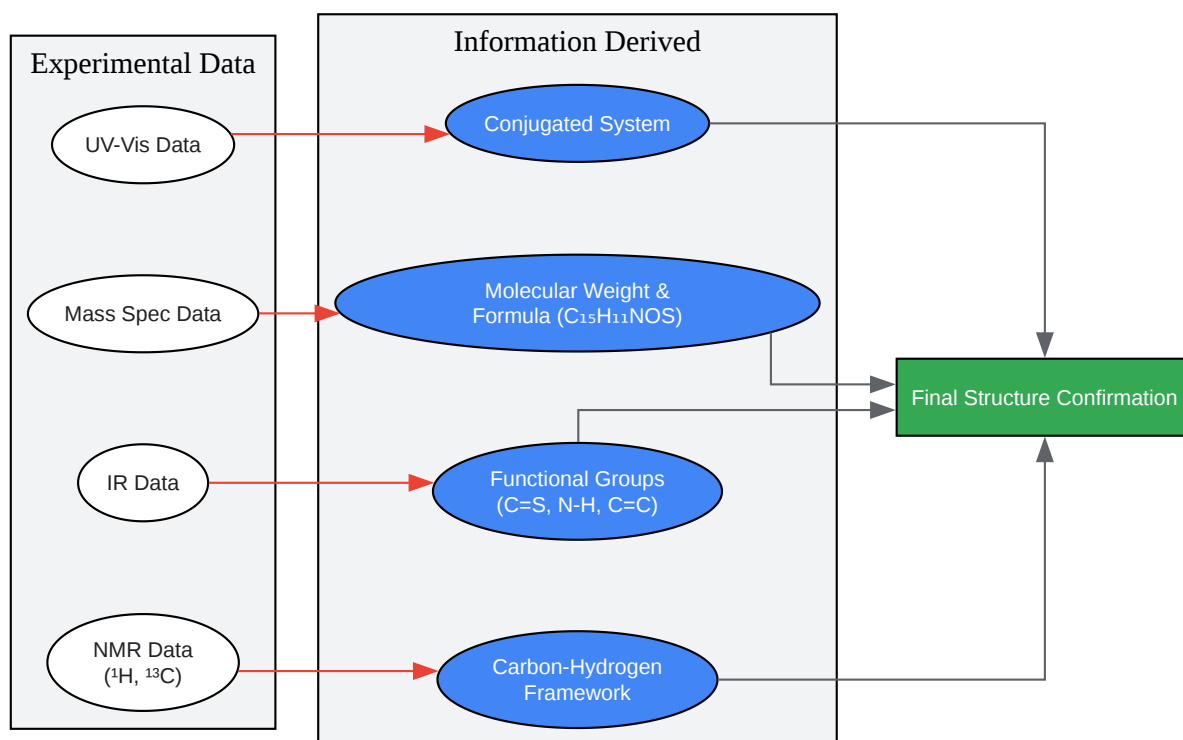 Experimental Data
UV-Vis Data
Mass Spec Data
IR Data
NMR Data
(¹H, ¹³C)
Information Derived
Conjugated System
Molecular Weight &
Formula (C₁₅H₁₁NOS)
Functional Groups
(C=S, N-H, C=C)
Carbon-Hydrogen
Framework
Final Structure Confirmation